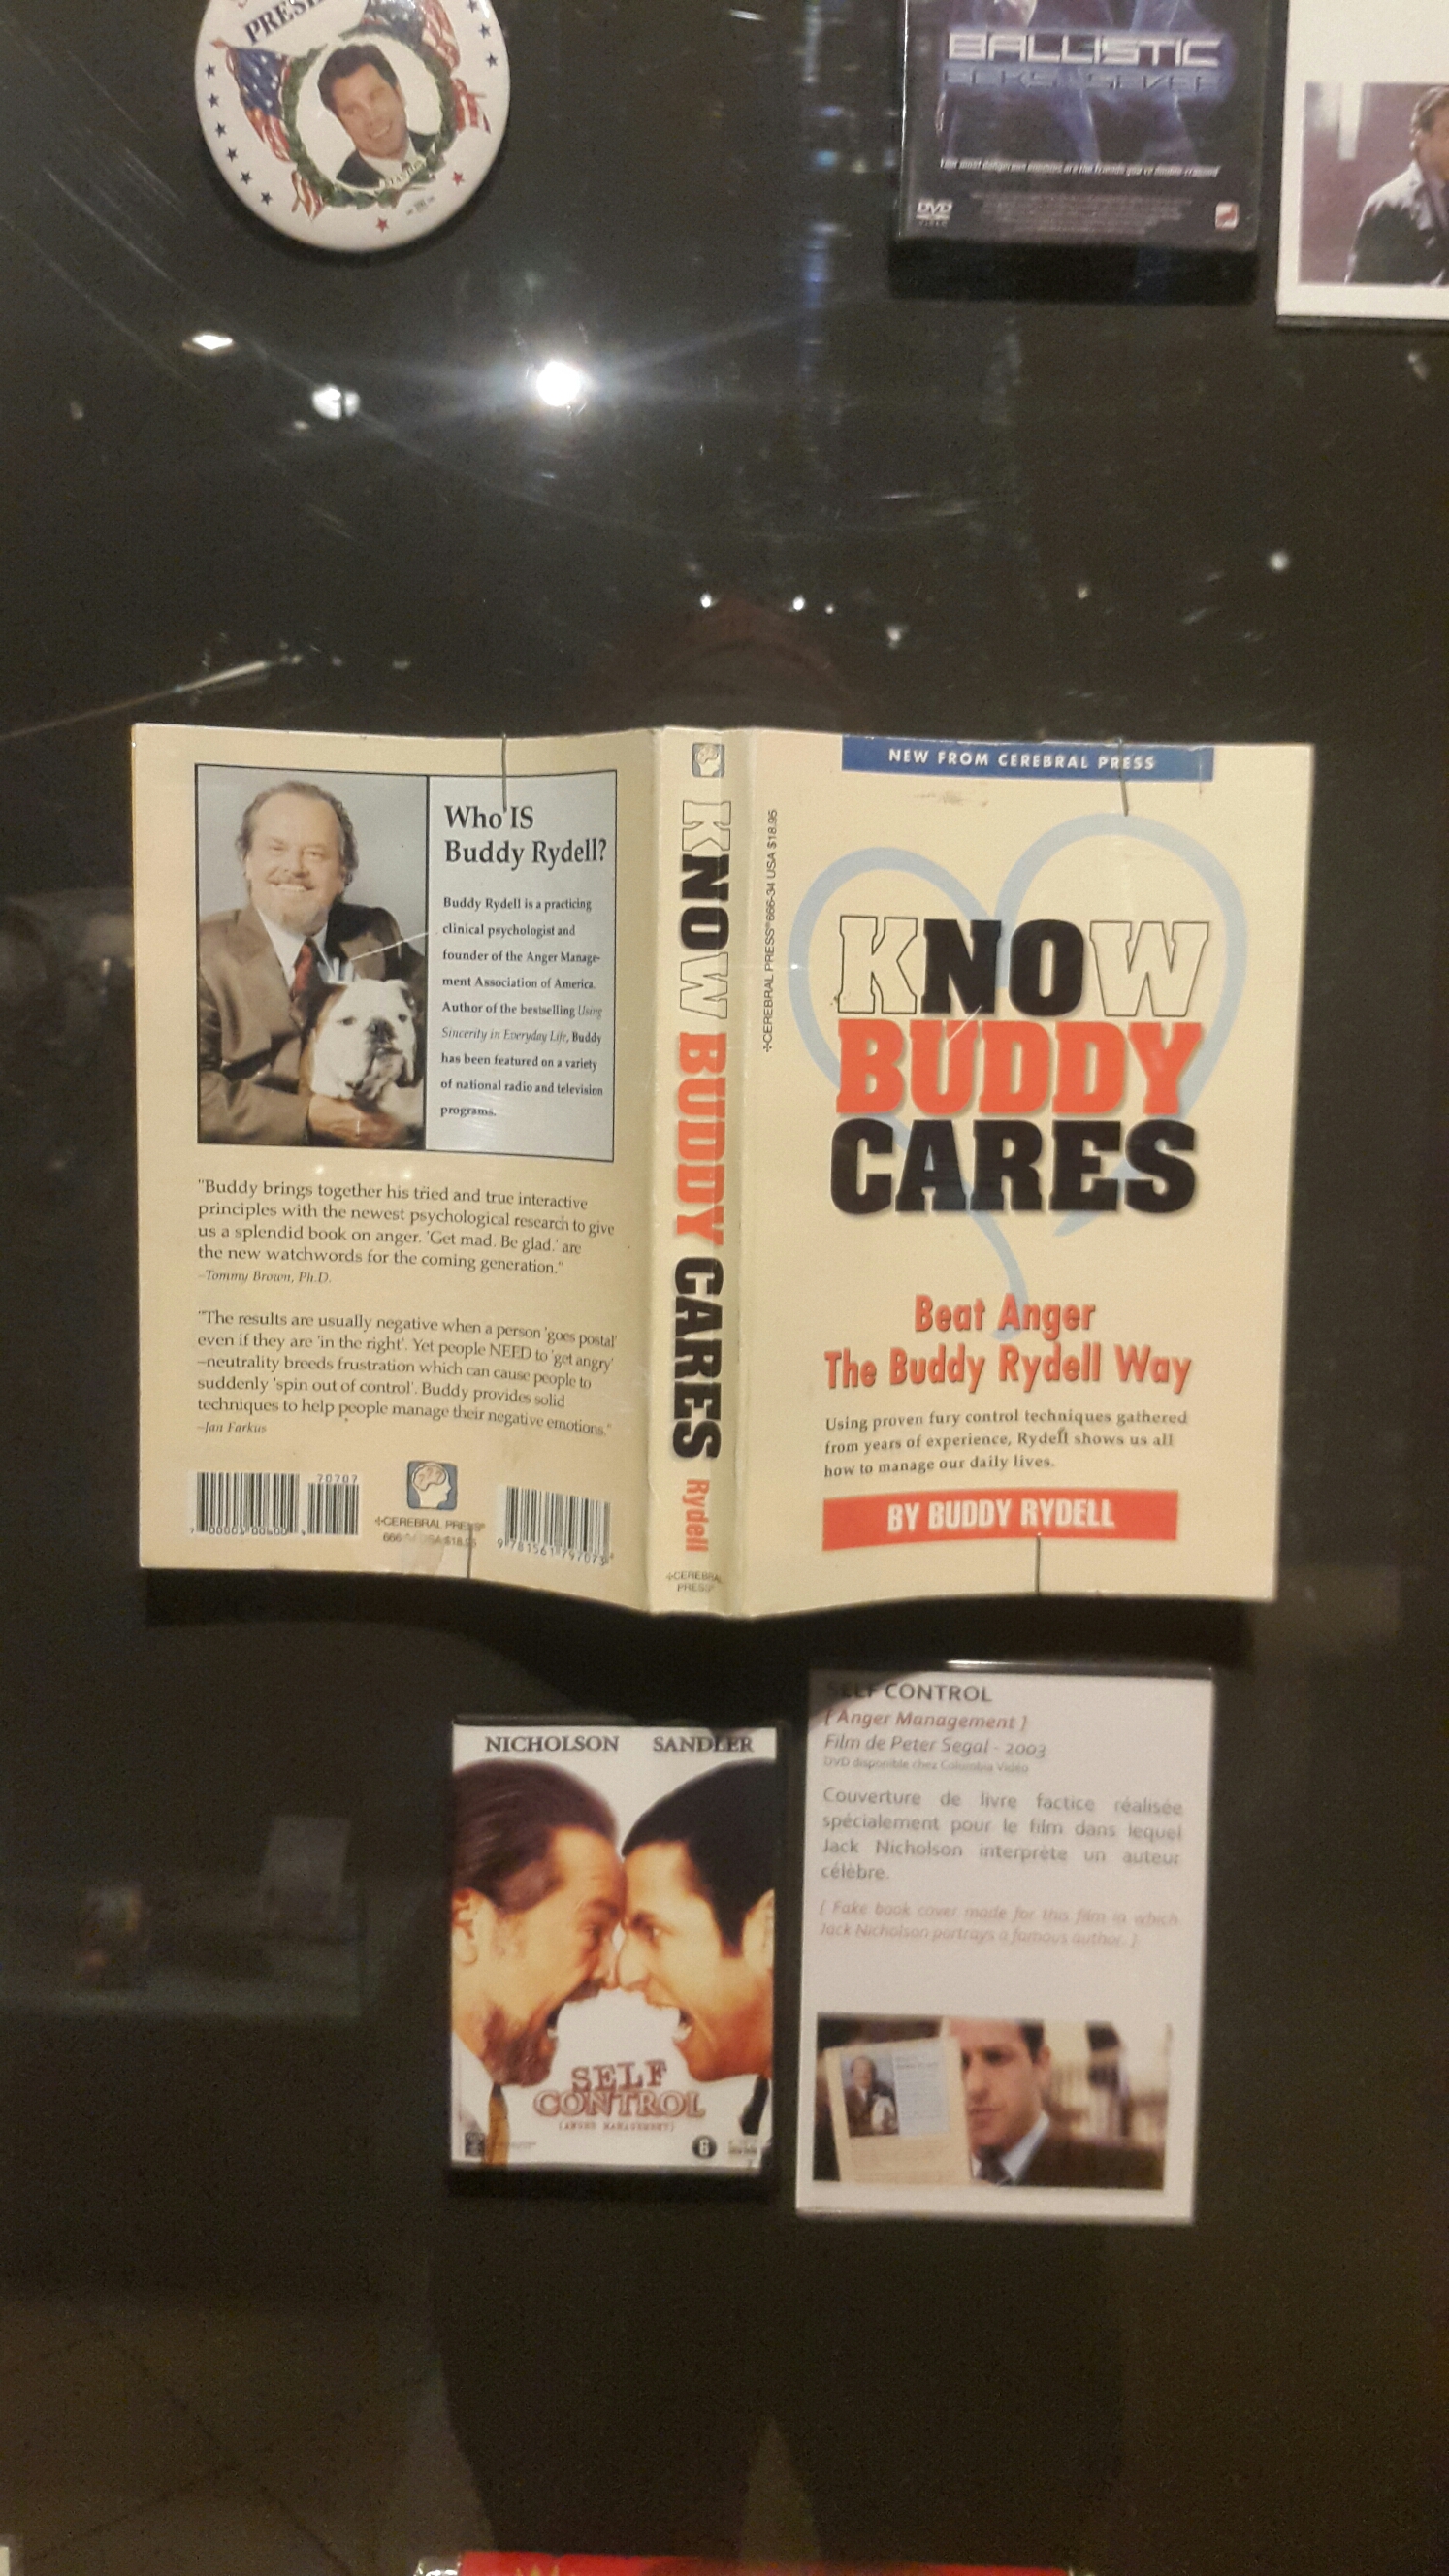 BALLISTIC
DVD
VIDEO
Who IS
Buddy Rydell?
Buddy Rydell is a practicing
clinical psychologist and
founder of the Anger Manage-
ment Association of America.
Author of the bestselling Using
Sincerity in Everyday Life, Buddy
has been featured on a variety
of national radio and television
programs.
"Buddy brings together his tried and true interactive
principles with the newest psychological research to give
us a splendid book on anger. 'Get mad. Be glad.' are
the new watchwords for the coming generation."
–Tommy Brown, Ph.D.
"The results are usually negative when a person 'goes postal'
even if they are 'in the right'. Yet people NEED to 'get angry'
–neutrality breeds frustration which can cause people to
suddenly 'spin out of control'. Buddy provides solid
techniques to help people manage their negative emotions."
–Jan Farkus
70707
CEREBRAL PRESS
KNOW BUDDY CARES Rydell
CEREBRAL
PRESS
CEREBRAL PRESS® 666-34 USA $18.95
NEW FROM CEREBRAL PRESS
KNOW
BUDDY
CARES
Beat Anger
The Buddy Rydell Way
Using proven fury control techniques gathered
from years of experience, Rydell shows us all
how to manage our daily lives.
BY BUDDY RYDELL
NICHOLSON SANDLER
SELF
CONTROL
(ANGER MANAGEMENT)
6
SELF CONTROL
[ Anger Management ]
Film de Peter Segal - 2003
DVD disponible chez Columbia Vidéo
Couverture de livre factice réalisée
spécialement pour le film dans lequel
Jack Nicholson interprète un auteur
célèbre.
[ Fake book cover made for this film in which
Jack Nicholson portrays a famous author. ]